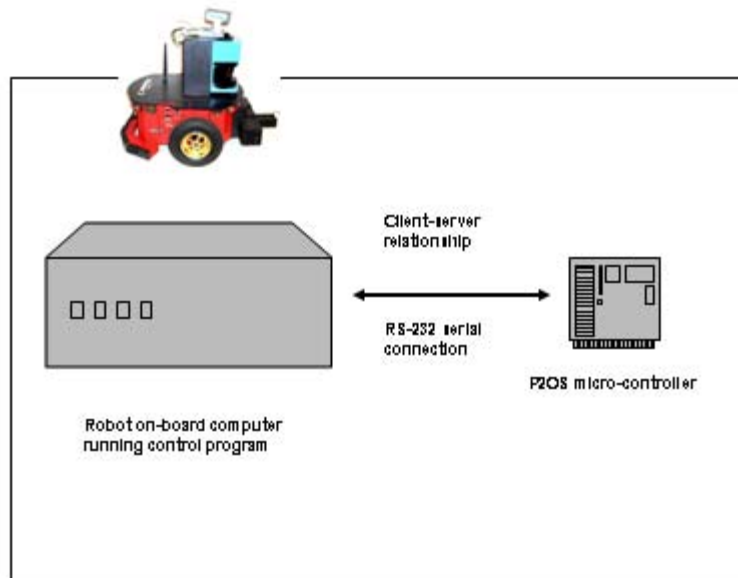 Client-server
relationship
RS-232 serial
connection
P2OS micro-controller
Robot on-board computer
running control program